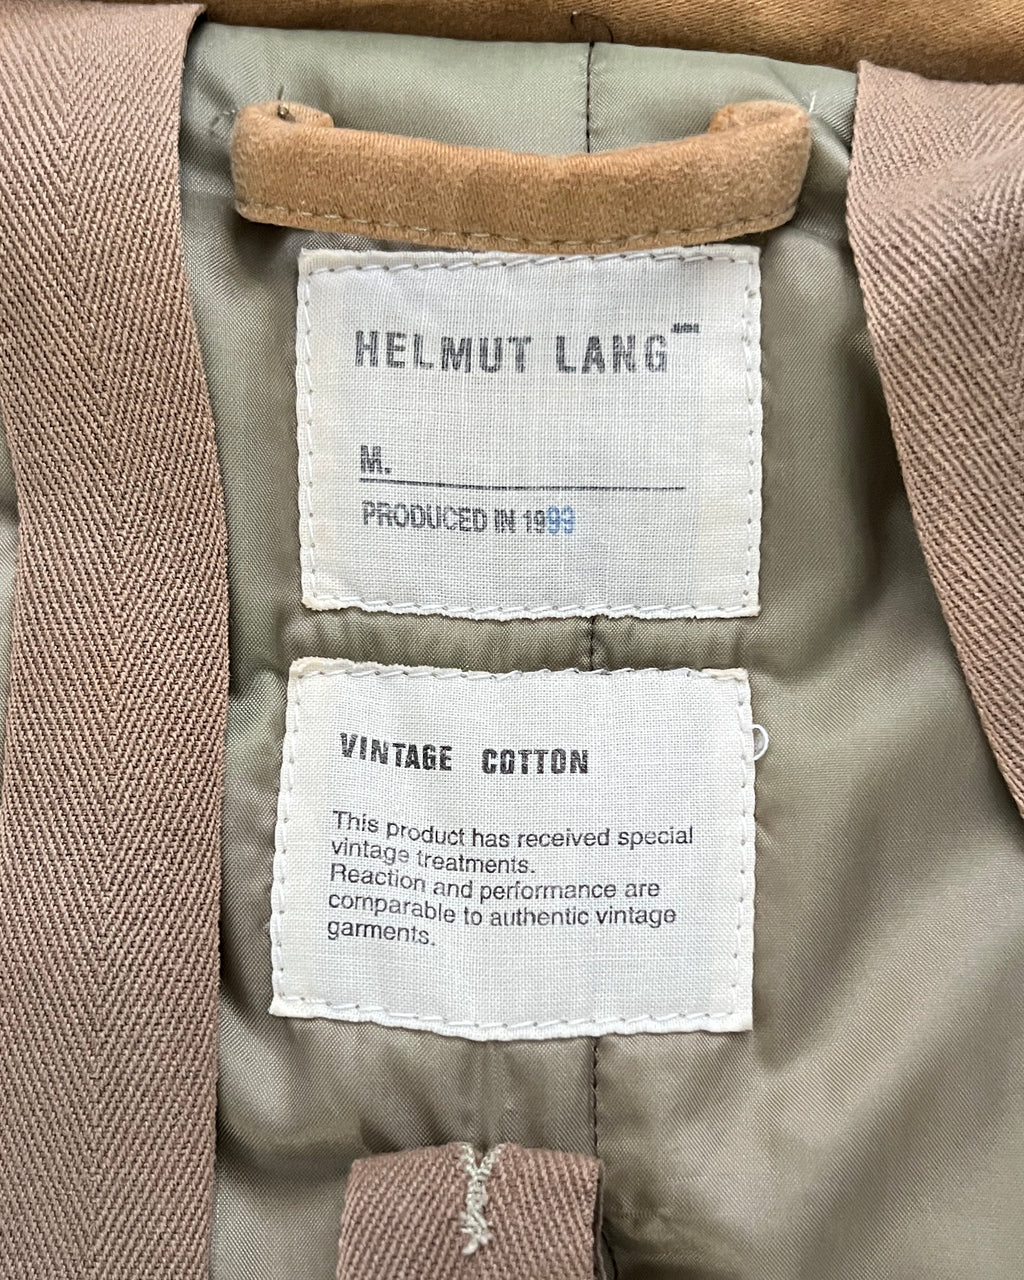 HELMUT LANG
M.
PRODUCED IN 1999
VINTAGE COTTON
This product has received special
vintage treatments.
Reaction and performance are
comparable to authentic vintage
garments.